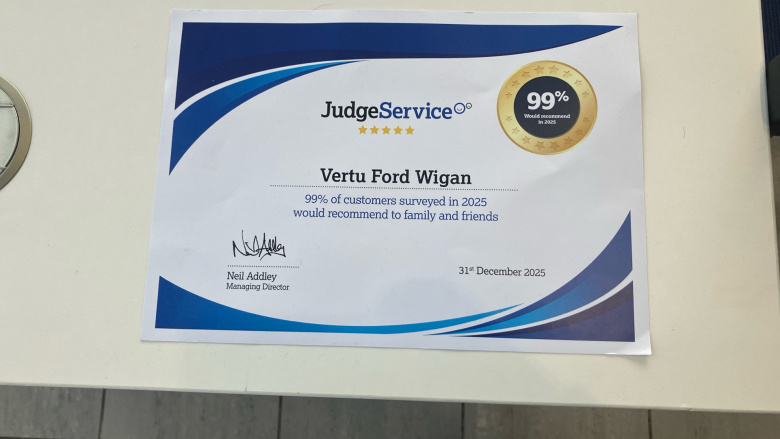 JudgeService
99%
Would recommend
in 2025
Vertu Ford Wigan
99% of customers surveyed in 2025
would recommend to family and friends
Neil Addley
Managing Director
31st December 2025